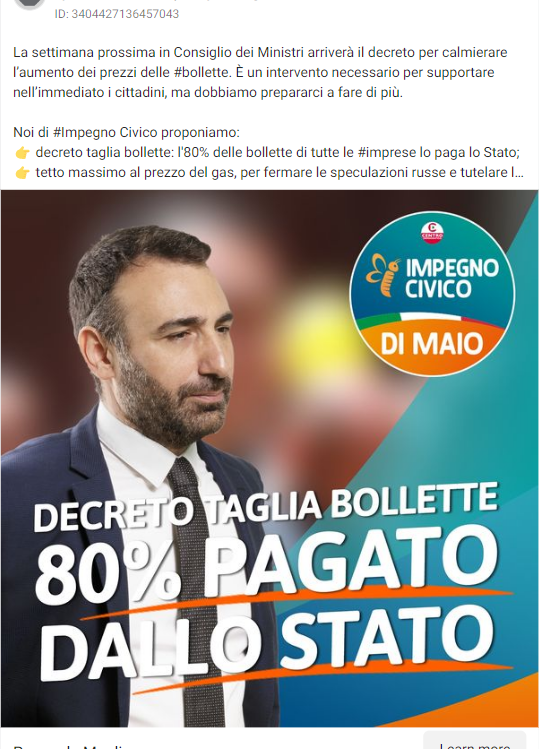 ID: 3404427136457043
La settimana prossima in Consiglio dei Ministri arriverà il decreto per calmierare
l'aumento dei prezzi delle #bollette. È un intervento necessario per supportare
nell'immediato i cittadini, ma dobbiamo prepararci a fare di più.
Noi di #Impegno Civico proponiamo:
👉 decreto taglia bollette: l'80% delle bollette di tutte le #imprese lo paga lo Stato;
👉 tetto massimo al prezzo del gas, per fermare le speculazioni russe e tutelare l...
CENTRO
IMPEGNO
CIVICO
DI MAIO
DECRETO TAGLIA BOLLETTE
80% PAGATO
DALLO STATO
Learn more